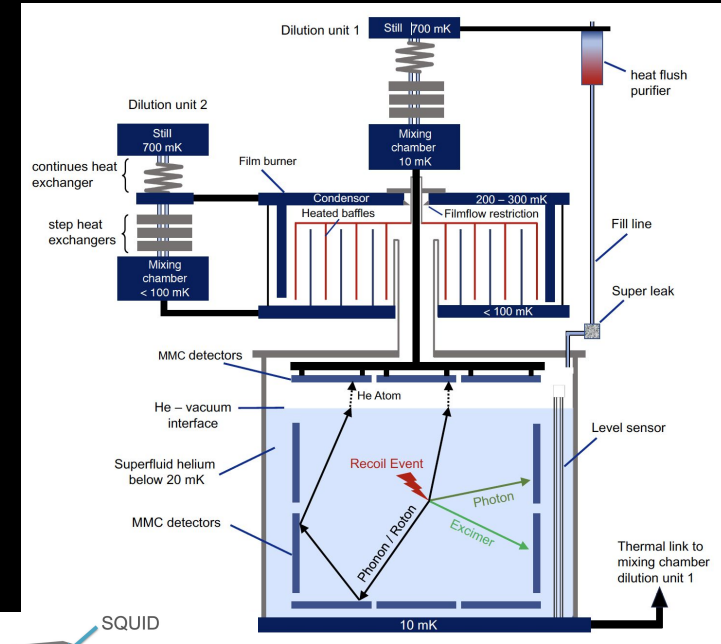 Dilution unit 1
Still 700 mK
heat flush
purifier
Dilution unit 2
Still
700 mK
Mixing
chamber
10 mK
continues heat
exchanger
Film burner
Condensor
200 – 300 mK
Heated baffles
Filmflow restriction
step heat
exchangers
Fill line
Mixing
chamber
< 100 mK
Super leak
< 100 mK
MMC detectors
He Atom
He – vacuum
interface
Level sensor
Superfluid helium
below 20 mK
Recoil Event
Photon
MMC detectors
Excimer
Phonon / Roton
Thermal link to
mixing chamber
dilution unit 1
10 mK
SQUID